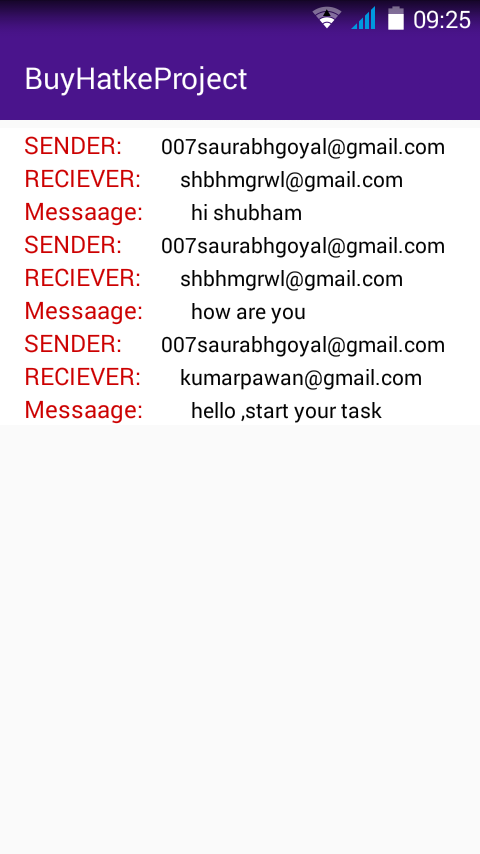 09:25
BuyHatkeProject
SENDER: 007saurabhgoyal@gmail.com
RECIEVER: shbhmgrwl@gmail.com
Messaage: hi shubham
SENDER: 007saurabhgoyal@gmail.com
RECIEVER: shbhmgrwl@gmail.com
Messaage: how are you
SENDER: 007saurabhgoyal@gmail.com
RECIEVER: kumarpawan@gmail.com
Messaage: hello ,start your task